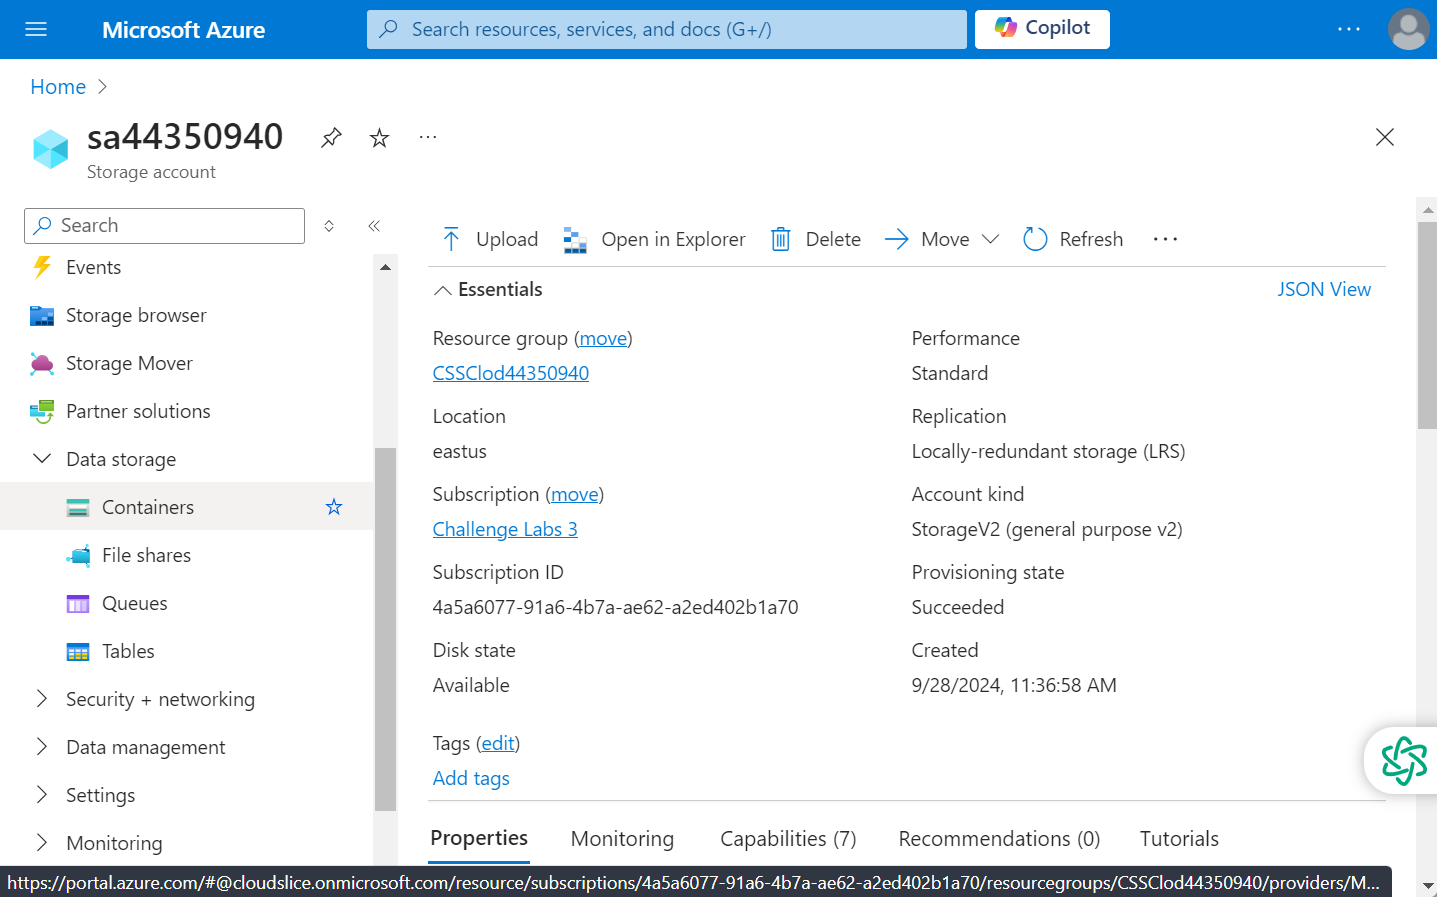 Microsoft Azure
Search resources, services, and docs (G+/)
Copilot
Home
sa44350940
Storage account
Search
Events
Storage browser
Storage Mover
Partner solutions
Data storage
Containers
File shares
Queues
Tables
Security + networking
Data management
Settings
Monitoring
Upload
Open in Explorer
Delete
Move
Refresh
Essentials
JSON View
Resource group (move)
CSSClod44350940
Location
eastus
Subscription (move)
Challenge Labs 3
Subscription ID
4a5a6077-91a6-4b7a-ae62-a2ed402b1a70
Disk state
Available
Performance
Standard
Replication
Locally-redundant storage (LRS)
Account kind
StorageV2 (general purpose v2)
Provisioning state
Succeeded
Created
9/28/2024, 11:36:58 AM
Tags (edit)
Add tags
Properties
Monitoring
Capabilities (7)
Recommendations (0)
Tutorials
https://portal.azure.com/#@cloudslice.onmicrosoft.com/resource/subscriptions/4a5a6077-91a6-4b7a-ae62-a2ed402b1a70/resourcegroups/CSSClod44350940/providers/M...